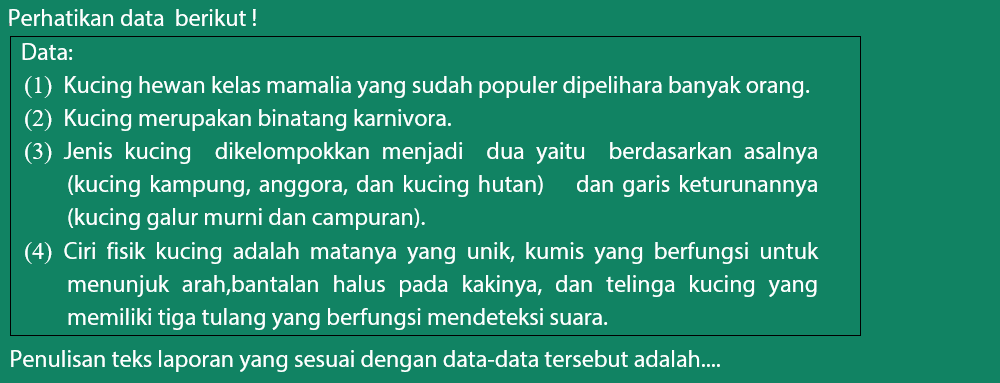 Perhatikan data berikut !
Data:
(1) Kucing hewan kelas mamalia yang sudah populer dipelihara banyak orang.
(2) Kucing merupakan binatang karnivora.
(3) Jenis kucing dikelompokkan menjadi dua yaitu berdasarkan asalnya
(kucing kampung, anggora, dan kucing hutan) dan garis keturunannya
(kucing galur murni dan campuran).
(4) Ciri fisik kucing adalah matanya yang unik, kumis yang berfungsi untuk
menunjuk arah,bantalan halus pada kakinya, dan telinga kucing yang
memiliki tiga tulang yang berfungsi mendeteksi suara.
Penulisan teks laporan yang sesuai dengan data-data tersebut adalah....